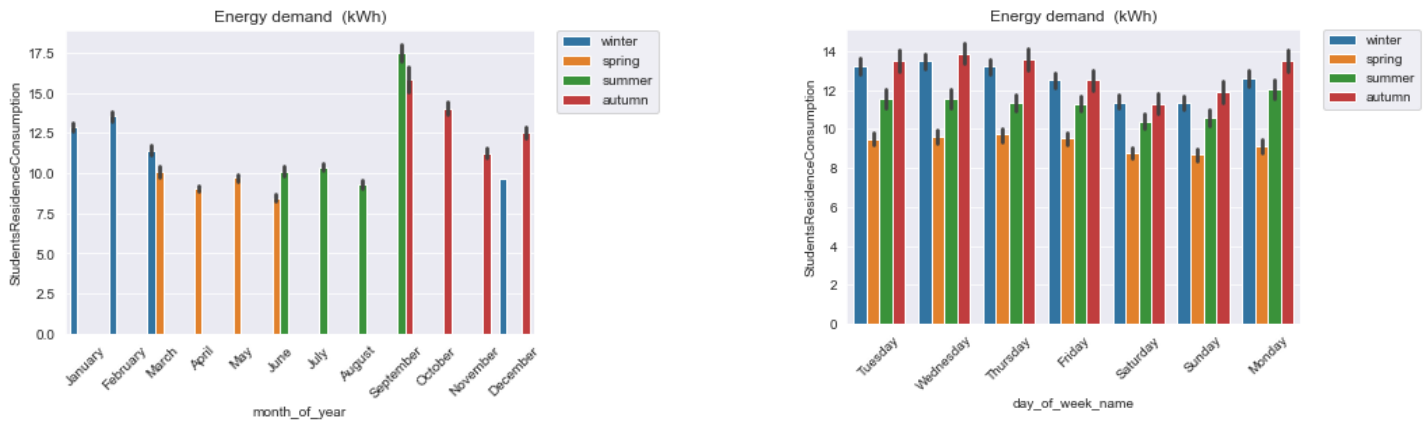 Energy demand (kWh)
StudentsResidenceConsumption
17.5
15.0
12.5
10.0
7.5
5.0
2.5
0.0
January
February
March
April
May
June
July
August
September
October
November
December
month_of_year
winter
spring
summer
autumn
Energy demand (kWh)
StudentsResidenceConsumption
14
12
10
8
6
4
2
0
Tuesday
Wednesday
Thursday
Friday
Saturday
Sunday
Monday
day_of_week_name
winter
spring
summer
autumn